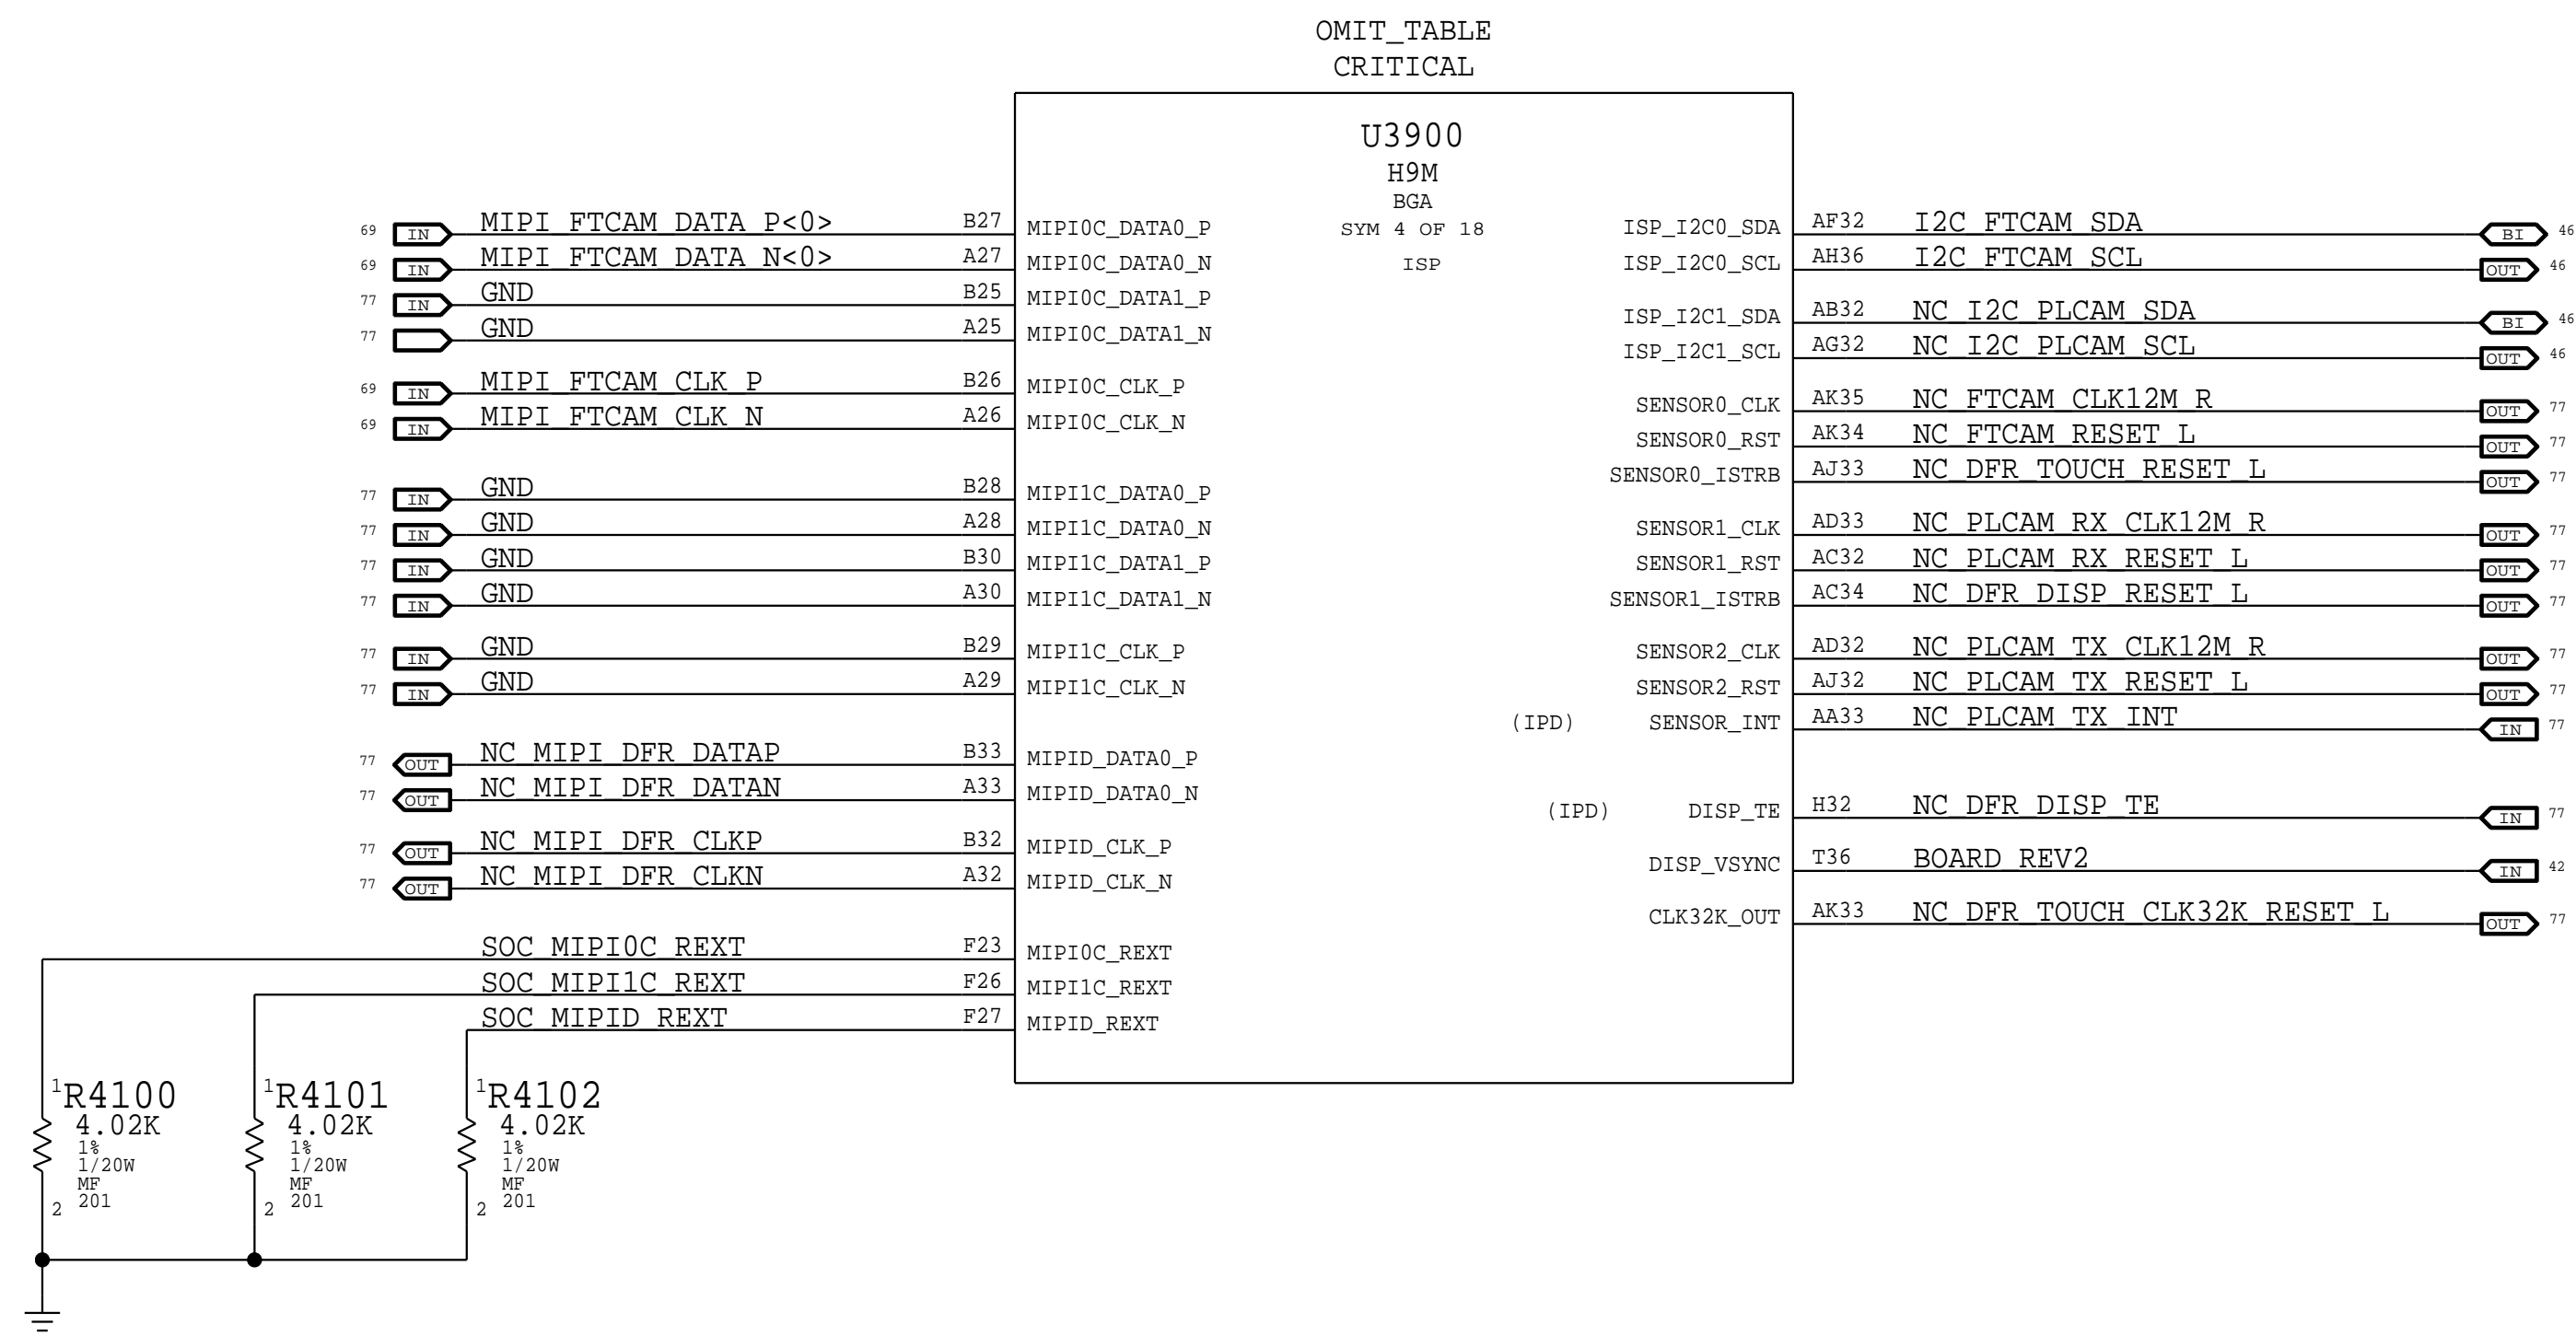 OMIT_TABLE
CRITICAL
U3900
H9M
BGA
SYM 4 OF 18
ISP
69 IN MIPI_FTCAM_DATA_P<0> B27 MIPI0C_DATA0_P
69 IN MIPI_FTCAM_DATA_N<0> A27 MIPI0C_DATA0_N
77 IN GND B25 MIPI0C_DATA1_P
77 GND A25 MIPI0C_DATA1_N
69 IN MIPI_FTCAM_CLK_P B26 MIPI0C_CLK_P
69 IN MIPI_FTCAM_CLK_N A26 MIPI0C_CLK_N
77 IN GND B28 MIPI1C_DATA0_P
77 IN GND A28 MIPI1C_DATA0_N
77 IN GND B30 MIPI1C_DATA1_P
77 IN GND A30 MIPI1C_DATA1_N
77 IN GND B29 MIPI1C_CLK_P
77 IN GND A29 MIPI1C_CLK_N
77 OUT NC_MIPI_DFR_DATAP B33 MIPID_DATA0_P
77 OUT NC_MIPI_DFR_DATAN A33 MIPID_DATA0_N
77 OUT NC_MIPI_DFR_CLKP B32 MIPID_CLK_P
77 OUT NC_MIPI_DFR_CLKN A32 MIPID_CLK_N
SOC_MIPI0C_REXT F23 MIPI0C_REXT
SOC_MIPI1C_REXT F26 MIPI1C_REXT
SOC_MIPID_REXT F27 MIPID_REXT
ISP_I2C0_SDA AF32 I2C_FTCAM_SDA BI 46
ISP_I2C0_SCL AH36 I2C_FTCAM_SCL OUT 46
ISP_I2C1_SDA AB32 NC_I2C_PLCAM_SDA BI 46
ISP_I2C1_SCL AG32 NC_I2C_PLCAM_SCL OUT 46
SENSOR0_CLK AK35 NC_FTCAM_CLK12M_R OUT 77
SENSOR0_RST AK34 NC_FTCAM_RESET_L OUT 77
SENSOR0_ISTRB AJ33 NC_DFR_TOUCH_RESET_L OUT 77
SENSOR1_CLK AD33 NC_PLCAM_RX_CLK12M_R OUT 77
SENSOR1_RST AC32 NC_PLCAM_RX_RESET_L OUT 77
SENSOR1_ISTRB AC34 NC_DFR_DISP_RESET_L OUT 77
SENSOR2_CLK AD32 NC_PLCAM_TX_CLK12M_R OUT 77
SENSOR2_RST AJ32 NC_PLCAM_TX_RESET_L OUT 77
(IPD) SENSOR_INT AA33 NC_PLCAM_TX_INT IN 77
(IPD) DISP_TE H32 NC_DFR_DISP_TE IN 77
DISP_VSYNC T36 BOARD_REV2 IN 42
CLK32K_OUT AK33 NC_DFR_TOUCH_CLK32K_RESET_L OUT 77
1 R4100
4.02K
1%
1/20W
MF
201
2
1 R4101
4.02K
1%
1/20W
MF
201
2
1 R4102
4.02K
1%
1/20W
MF
201
2